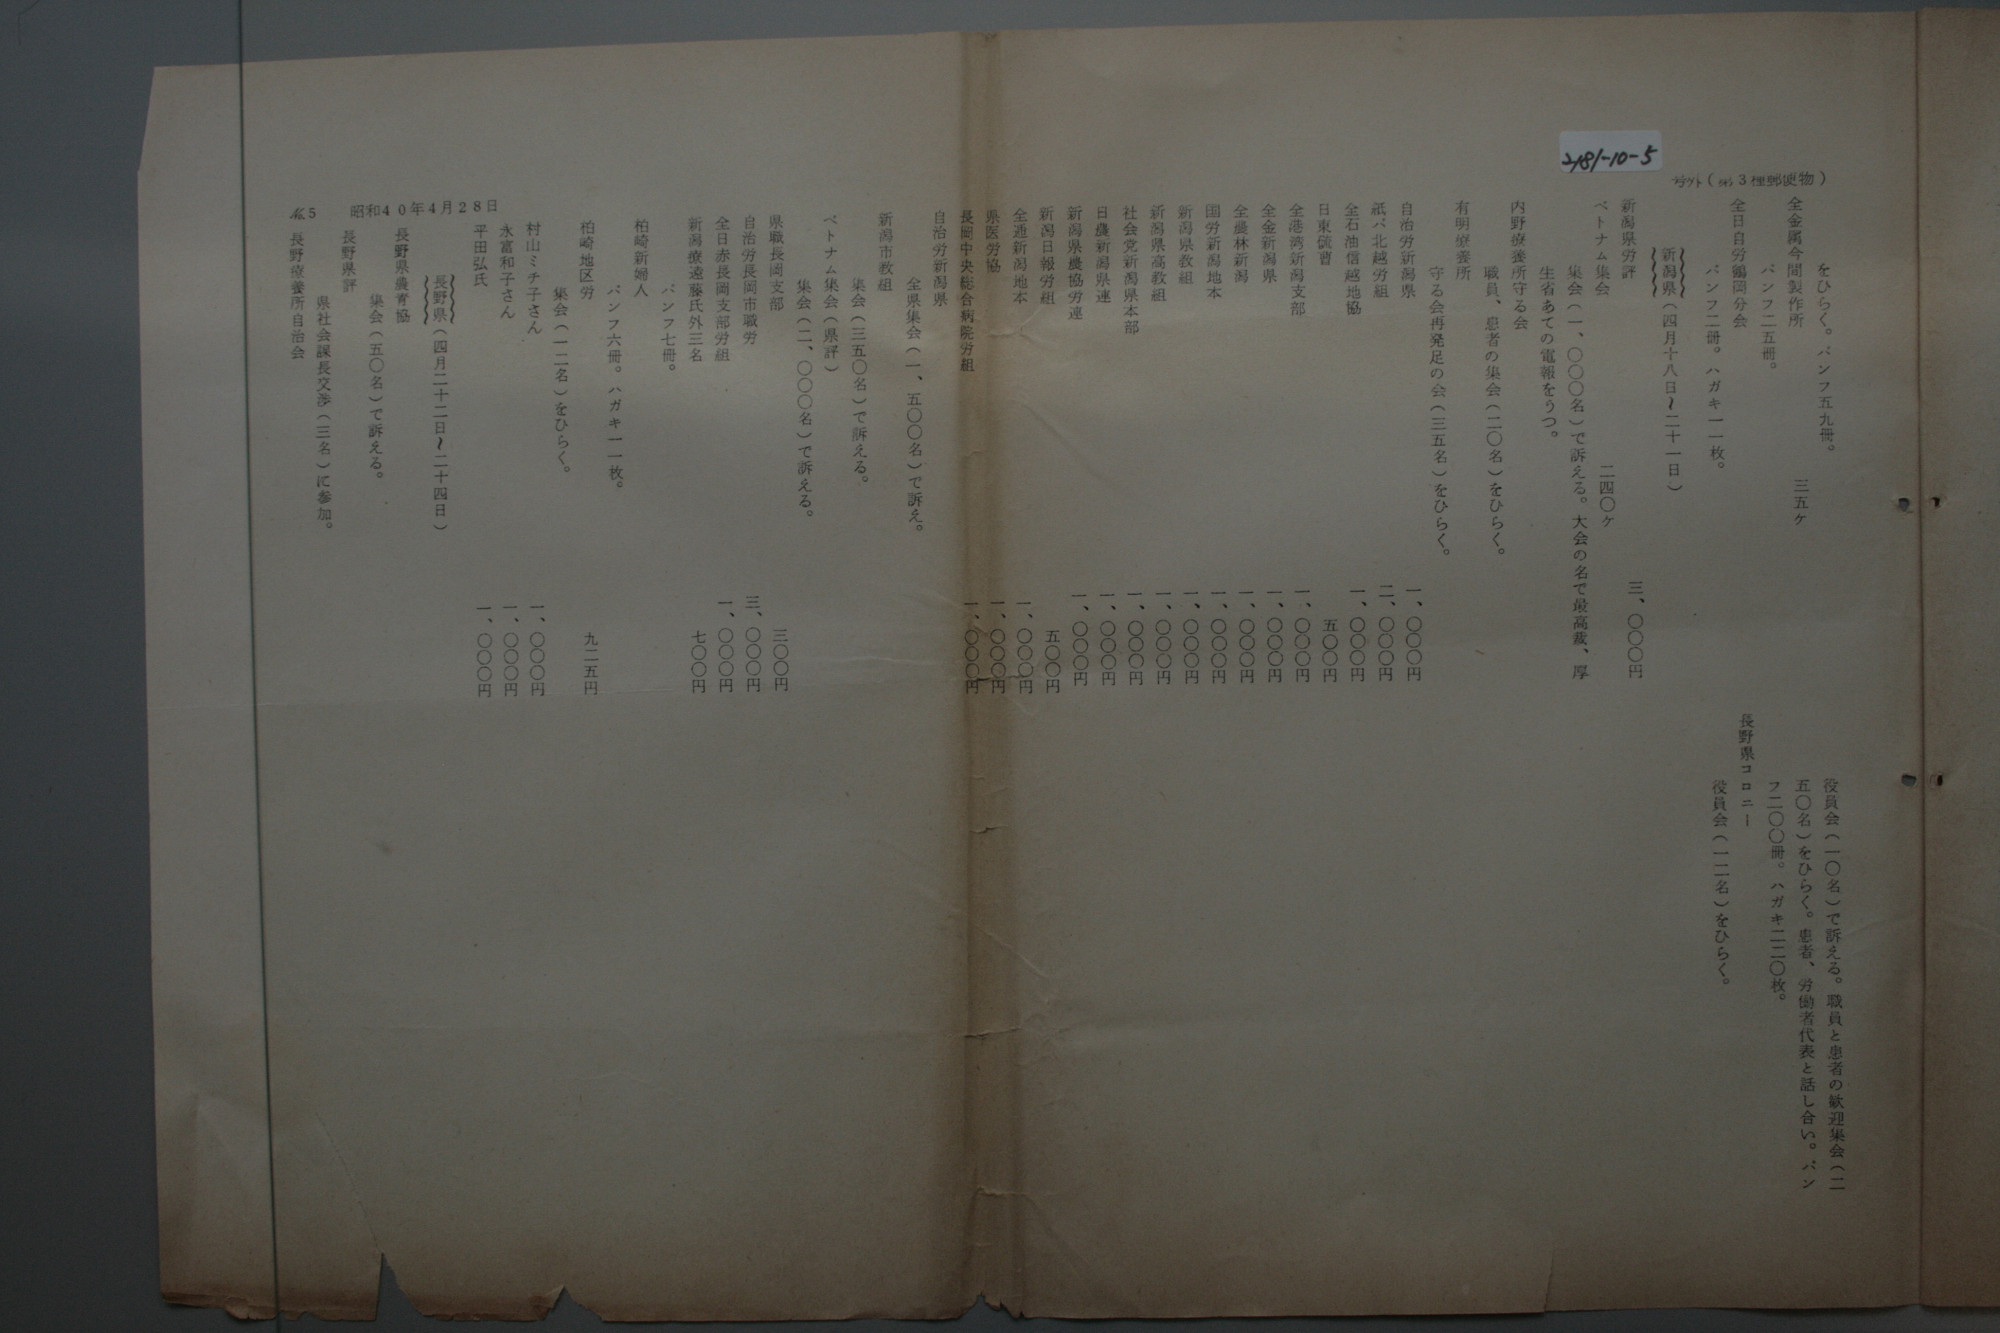 2181-10-5
号外（第３種郵便物）
をひらく。パンフ五九冊。
全金属今間製作所　三五ケ
パンフ二五冊。
全日自労鶴岡分会
パンフ二冊。ハガキ一一枚。
新潟県（四月十八日～二十一日）
新潟県労評　三、〇〇〇円
ベトナム集会　二四〇ケ
集会（一、〇〇〇名）で訴える。大会の名で最高裁、厚
生省あての電報をうつ。
内野療養所守る会
職員、患者の集会（二〇名）をひらく。
有明療養所
守る会再発足の会（三五名）をひらく。
自治労新潟県　一、〇〇〇円
紙パ北越労組　二、〇〇〇円
全石油信越地協　一、〇〇〇円
日東硫曹　五〇〇円
全港湾新潟支部　一、〇〇〇円
全金新潟県　一、〇〇〇円
全農林新潟　一、〇〇〇円
国労新潟地本　一、〇〇〇円
新潟県教組　一、〇〇〇円
新潟県高教組　一、〇〇〇円
社会党新潟県本部　一、〇〇〇円
日農新潟県連　一、〇〇〇円
新潟県農協労連　一、〇〇〇円
新潟日報労組　五〇〇円
全逓新潟地本　一、〇〇〇円
県医労協　一、〇〇〇円
長岡中央総合病院労組　一、〇〇〇円
自治労新潟県
全県集会（一、五〇〇名）で訴え。
新潟市教組
集会（三五〇名）で訴える。
ベトナム集会（県評）
集会（二、〇〇〇名）で訴える。
県職長岡支部　三〇〇円
自治労長岡市職労　三、〇〇〇円
全日赤長岡支部労組　一、〇〇〇円
新潟療遠藤氏外三名　七〇〇円
パンフ七冊。
柏崎新婦人
パンフ六冊。ハガキ一一枚。
柏崎地区労　九二五円
集会（一二名）をひらく。
村山ミチ子さん　一、〇〇〇円
永富和子さん　一、〇〇〇円
平田弘氏　一、〇〇〇円
長野県（四月二十二日～二十四日）
長野県農青協
集会（五〇名）で訴える。
長野県評
県社会課長交渉（三名）に参加。
長野療養所自治会
役員会（一〇名）で訴える。職員と患者の歓迎集会（二
五〇名）をひらく。患者、労働者代表と話し合い。パン
フ二〇〇冊。ハガキ二二〇枚。
長野県コロニー
役員会（一二名）をひらく。
№５　昭和４０年４月２８日